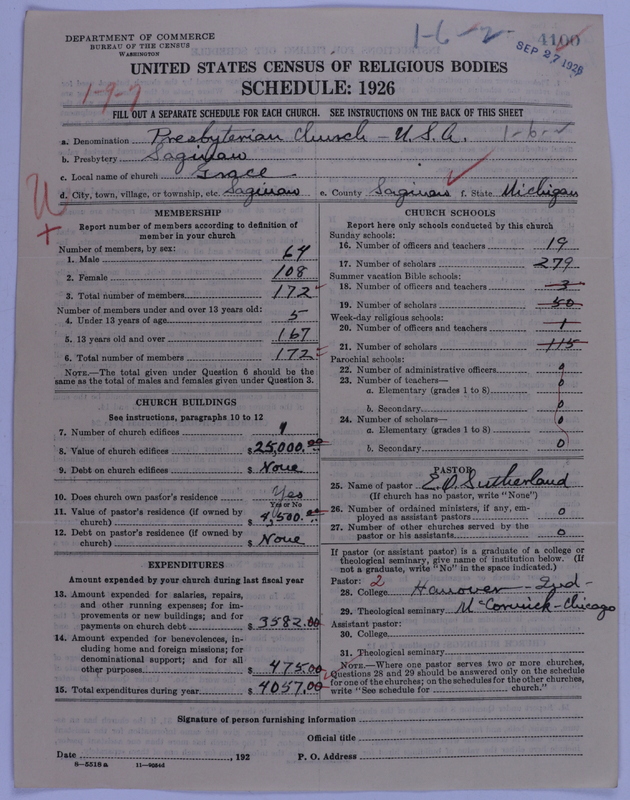 DEPARTMENT OF COMMERCE
BUREAU OF THE CENSUS
WASHINGTON
1-6-2-
4100
SEP 27 1926
UNITED STATES CENSUS OF RELIGIOUS BODIES
SCHEDULE: 1926
1-9-7
FILL OUT A SEPARATE SCHEDULE FOR EACH CHURCH. SEE INSTRUCTIONS ON THE BACK OF THIS SHEET
a. Denomination Presbyterian Church - U.S.A. 1-6-
b. Presbytery Saginaw
c. Local name of church Grace
d. City, town, village, or township, etc. Saginaw e. County Saginaw f. State Michigan
MEMBERSHIP
Report number of members according to definition of
member in your church
Number of members, by sex:
1. Male 64
2. Female 108
3. Total number of members 172
Number of members under and over 13 years old:
4. Under 13 years of age 5
5. 13 years old and over 167
6. Total number of members 172
NOTE.—The total given under Question 6 should be the
same as the total of males and females given under Question 3.
CHURCH BUILDINGS
See instructions, paragraphs 10 to 12
7. Number of church edifices 1
8. Value of church edifices $ 25,000.00
9. Debt on church edifices $ None
10. Does church own pastor's residence Yes
Yes or No
11. Value of pastor's residence (if owned by
church) $ 4,500.00
12. Debt on pastor's residence (if owned by
church) $ None
EXPENDITURES
Amount expended by your church during last fiscal year
13. Amount expended for salaries, repairs,
and other running expenses; for im-
provements or new buildings; and for
payments on church debt $ 3582.00
14. Amount expended for benevolences, in-
cluding home and foreign missions; for
denominational support; and for all
other purposes $ 475.00
15. Total expenditures during year $ 4057.00
CHURCH SCHOOLS
Report here only schools conducted by this church
Sunday schools:
16. Number of officers and teachers 19
17. Number of scholars 279
Summer vacation Bible schools:
18. Number of officers and teachers 3
19. Number of scholars 50
Week-day religious schools:
20. Number of officers and teachers 1
21. Number of scholars 115
Parochial schools:
22. Number of administrative officers 0
23. Number of teachers—
a. Elementary (grades 1 to 8) 0
b. Secondary 0
24. Number of scholars—
a. Elementary (grades 1 to 8) 0
b. Secondary 0
PASTOR
25. Name of pastor E.O. Sutherland
(If church has no pastor, write "None")
26. Number of ordained ministers, if any, em-
ployed as assistant pastors 0
27. Number of other churches served by the
pastor or his assistants 0
If pastor (or assistant pastor) is a graduate of a college or
theological seminary, give name of institution below. (If
not a graduate, write "No" in the space indicated.)
Pastor: 2
28. College Hanover - Ind -
29. Theological seminary McCormick - Chicago
Assistant pastor:
30. College
31. Theological seminary
NOTE.—Where one pastor serves two or more churches,
Questions 28 and 29 should be answered only on the schedule
for one of the churches; on the schedules for the other churches,
write "See schedule for church."
Signature of person furnishing information
Official title
Date , 192 P. O. Address
8—5518 a 11—9034d